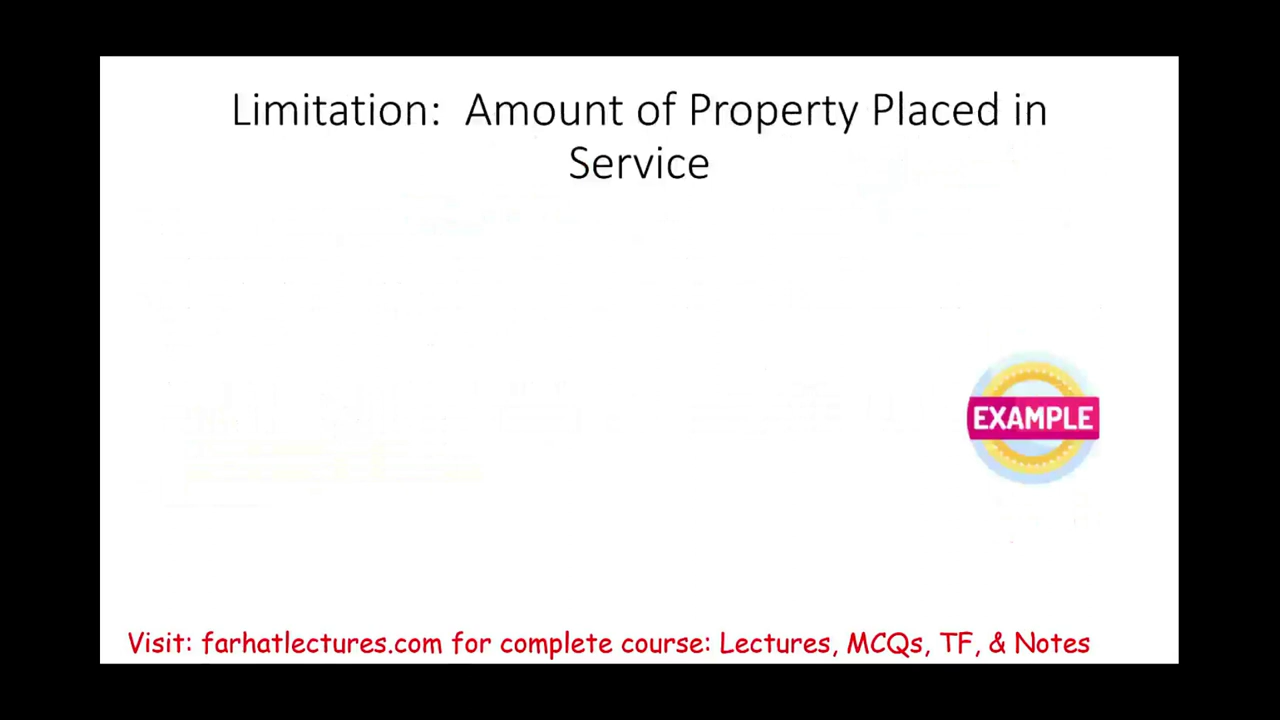 Limitation: Amount of Property Placed in
Service
EXAMPLE
Visit: farhatlectures.com for complete course: Lectures, MCQs, TF, & Notes